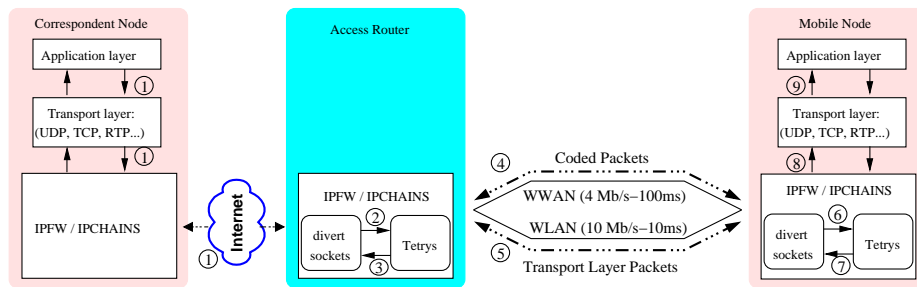 Correspondent Node
Application layer
1
Transport layer:
(UDP, TCP, RTP...)
1
IPFW / IPCHAINS
Internet
1
Access Router
IPFW / IPCHAINS
divert
sockets
2
3
Tetrys
4
Coded Packets
WWAN (4 Mb/s–100ms)
WLAN (10 Mb/s–10ms)
5
Transport Layer Packets
Mobile Node
Application layer
9
Transport layer:
(UDP, TCP, RTP...)
8
IPFW / IPCHAINS
divert
sockets
6
7
Tetrys